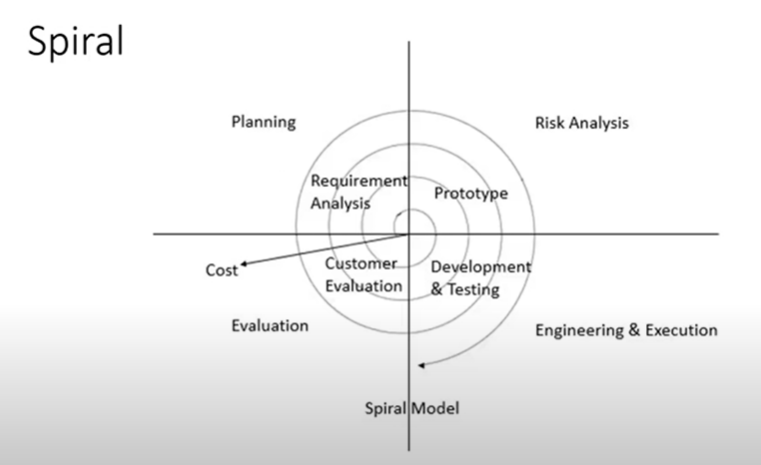 Spiral
Planning
Risk Analysis
Requirement
Analysis
Prototype
Cost
Customer
Evaluation
Development
& Testing
Evaluation
Engineering & Execution
Spiral Model